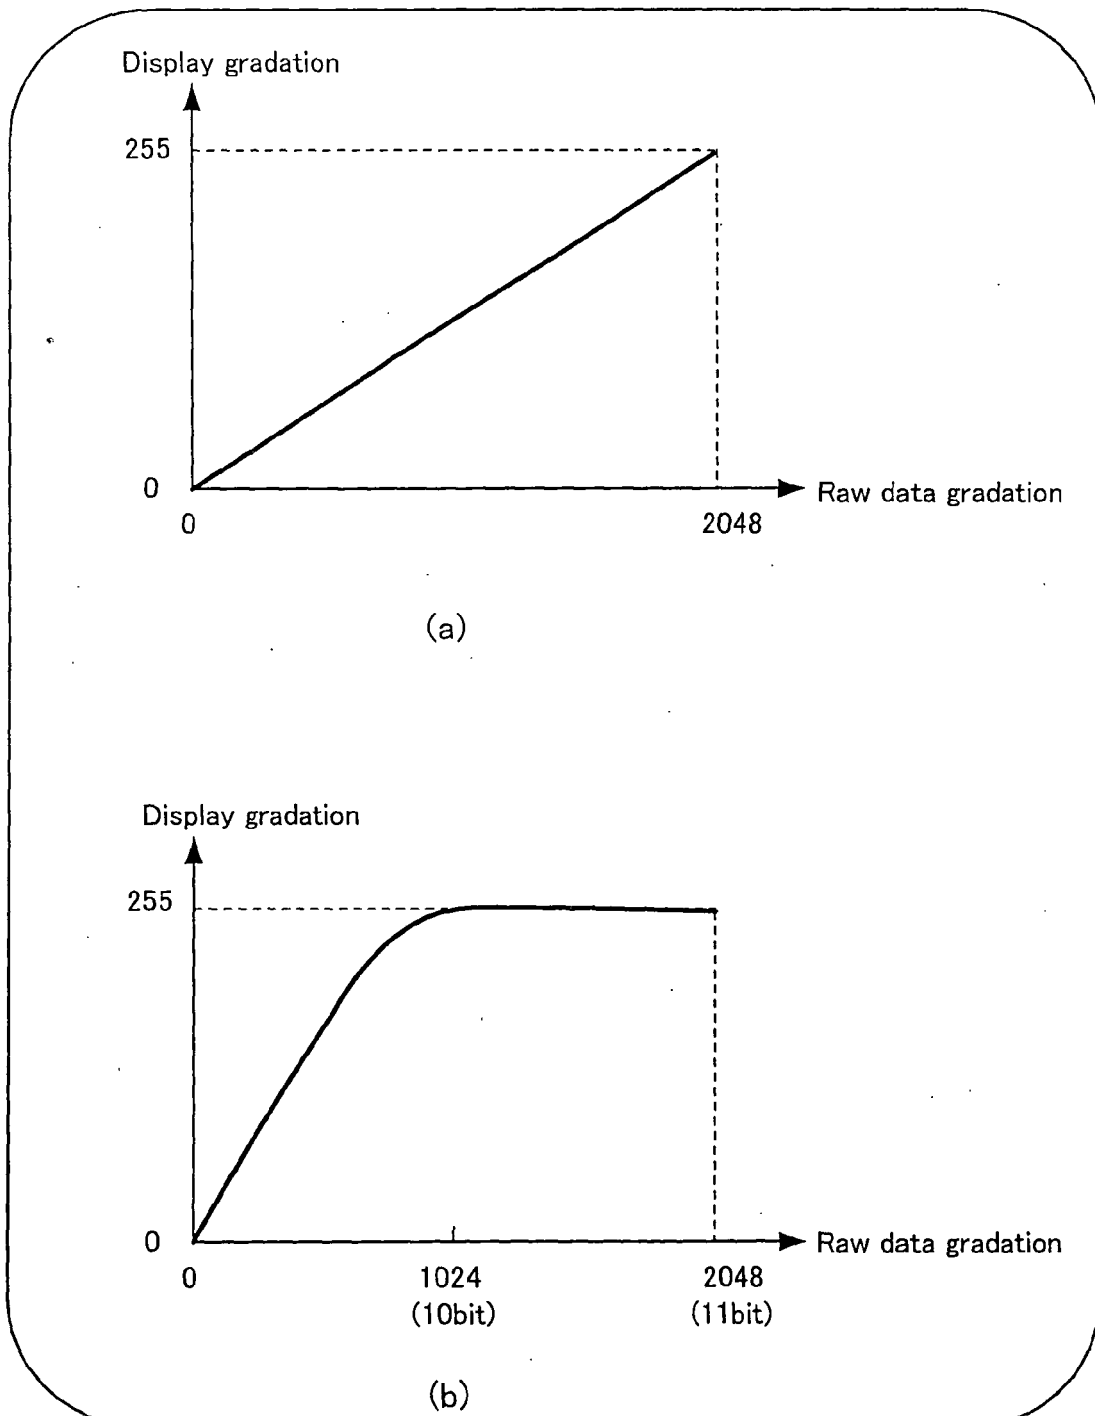 Display gradation
255
0
0
2048
Raw data gradation
(a)
Display gradation
255
0
0
1024
(10bit)
2048
(11bit)
Raw data gradation
(b)